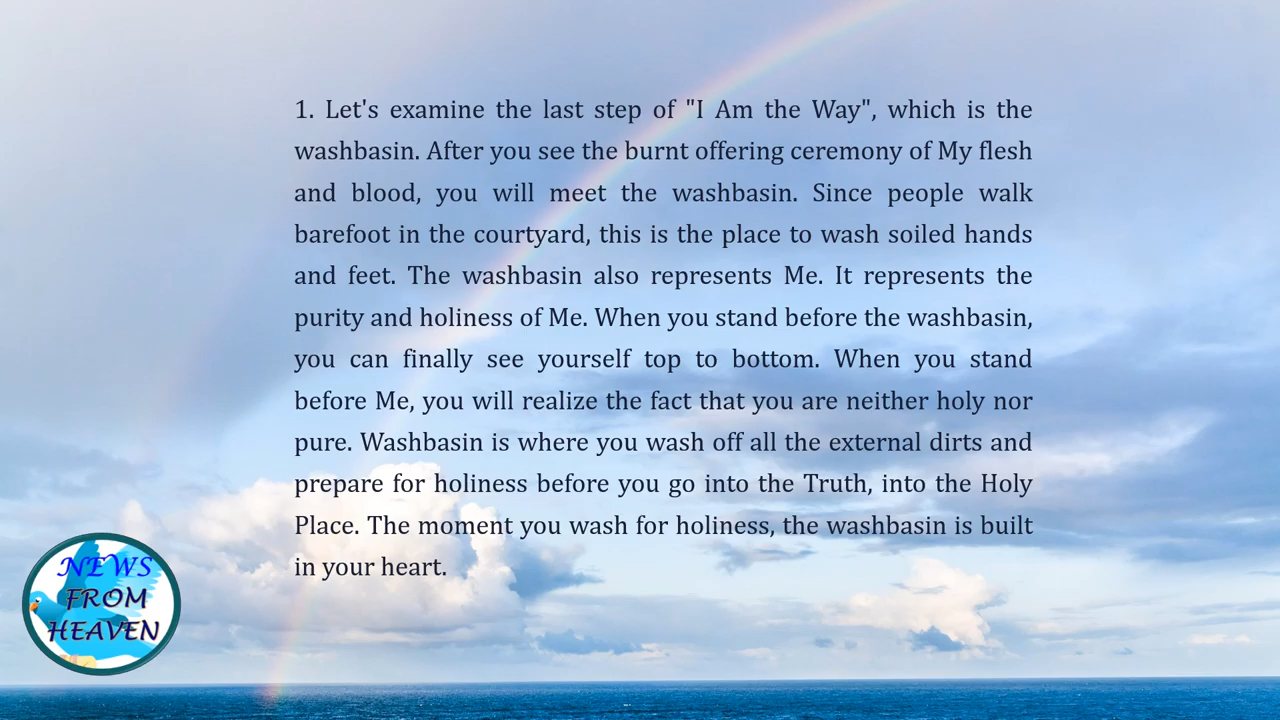 1. Let's examine the last step of "I Am the Way", which is the
washbasin. After you see the burnt offering ceremony of My flesh
and blood, you will meet the washbasin. Since people walk
barefoot in the courtyard, this is the place to wash soiled hands
and feet. The washbasin also represents Me. It represents the
purity and holiness of Me. When you stand before the washbasin,
you can finally see yourself top to bottom. When you stand
before Me, you will realize the fact that you are neither holy nor
pure. Washbasin is where you wash off all the external dirts and
prepare for holiness before you go into the Truth, into the Holy
Place. The moment you wash for holiness, the washbasin is built
in your heart.
NEWS
FROM
HEAVEN